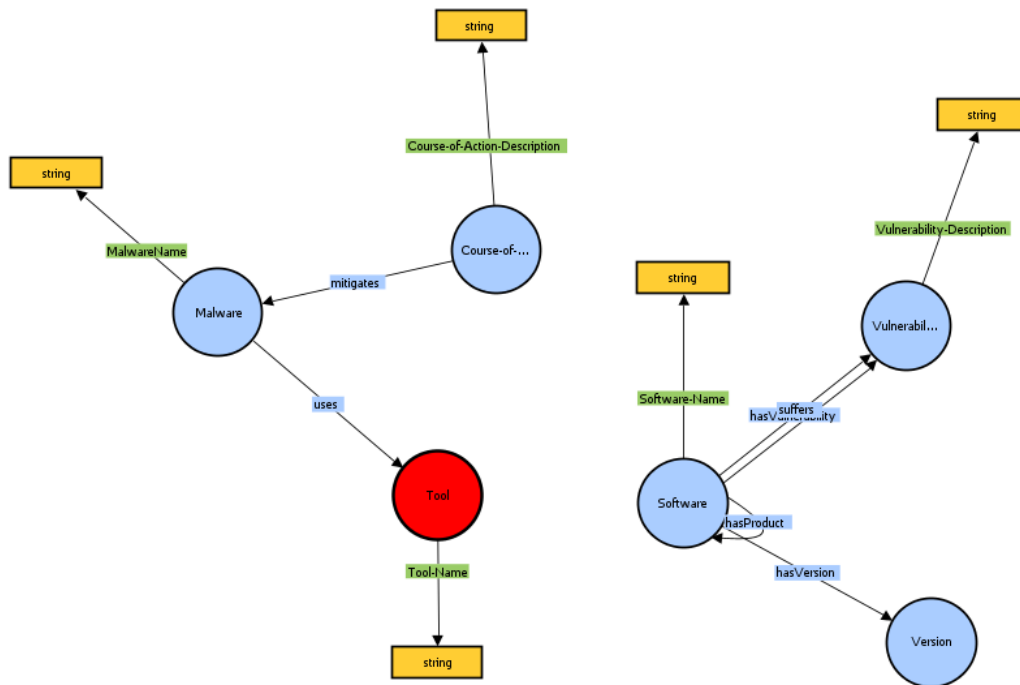 string
string
Course-of-Action-Description
string
Vulnerability-Description
MalwareName
Course-of-...
mitigates
string
Malware
Vulnerabil...
uses
Software-Name
suffers
hasVulnerability
Tool
Software
hasProduct
Tool-Name
hasVersion
Version
string